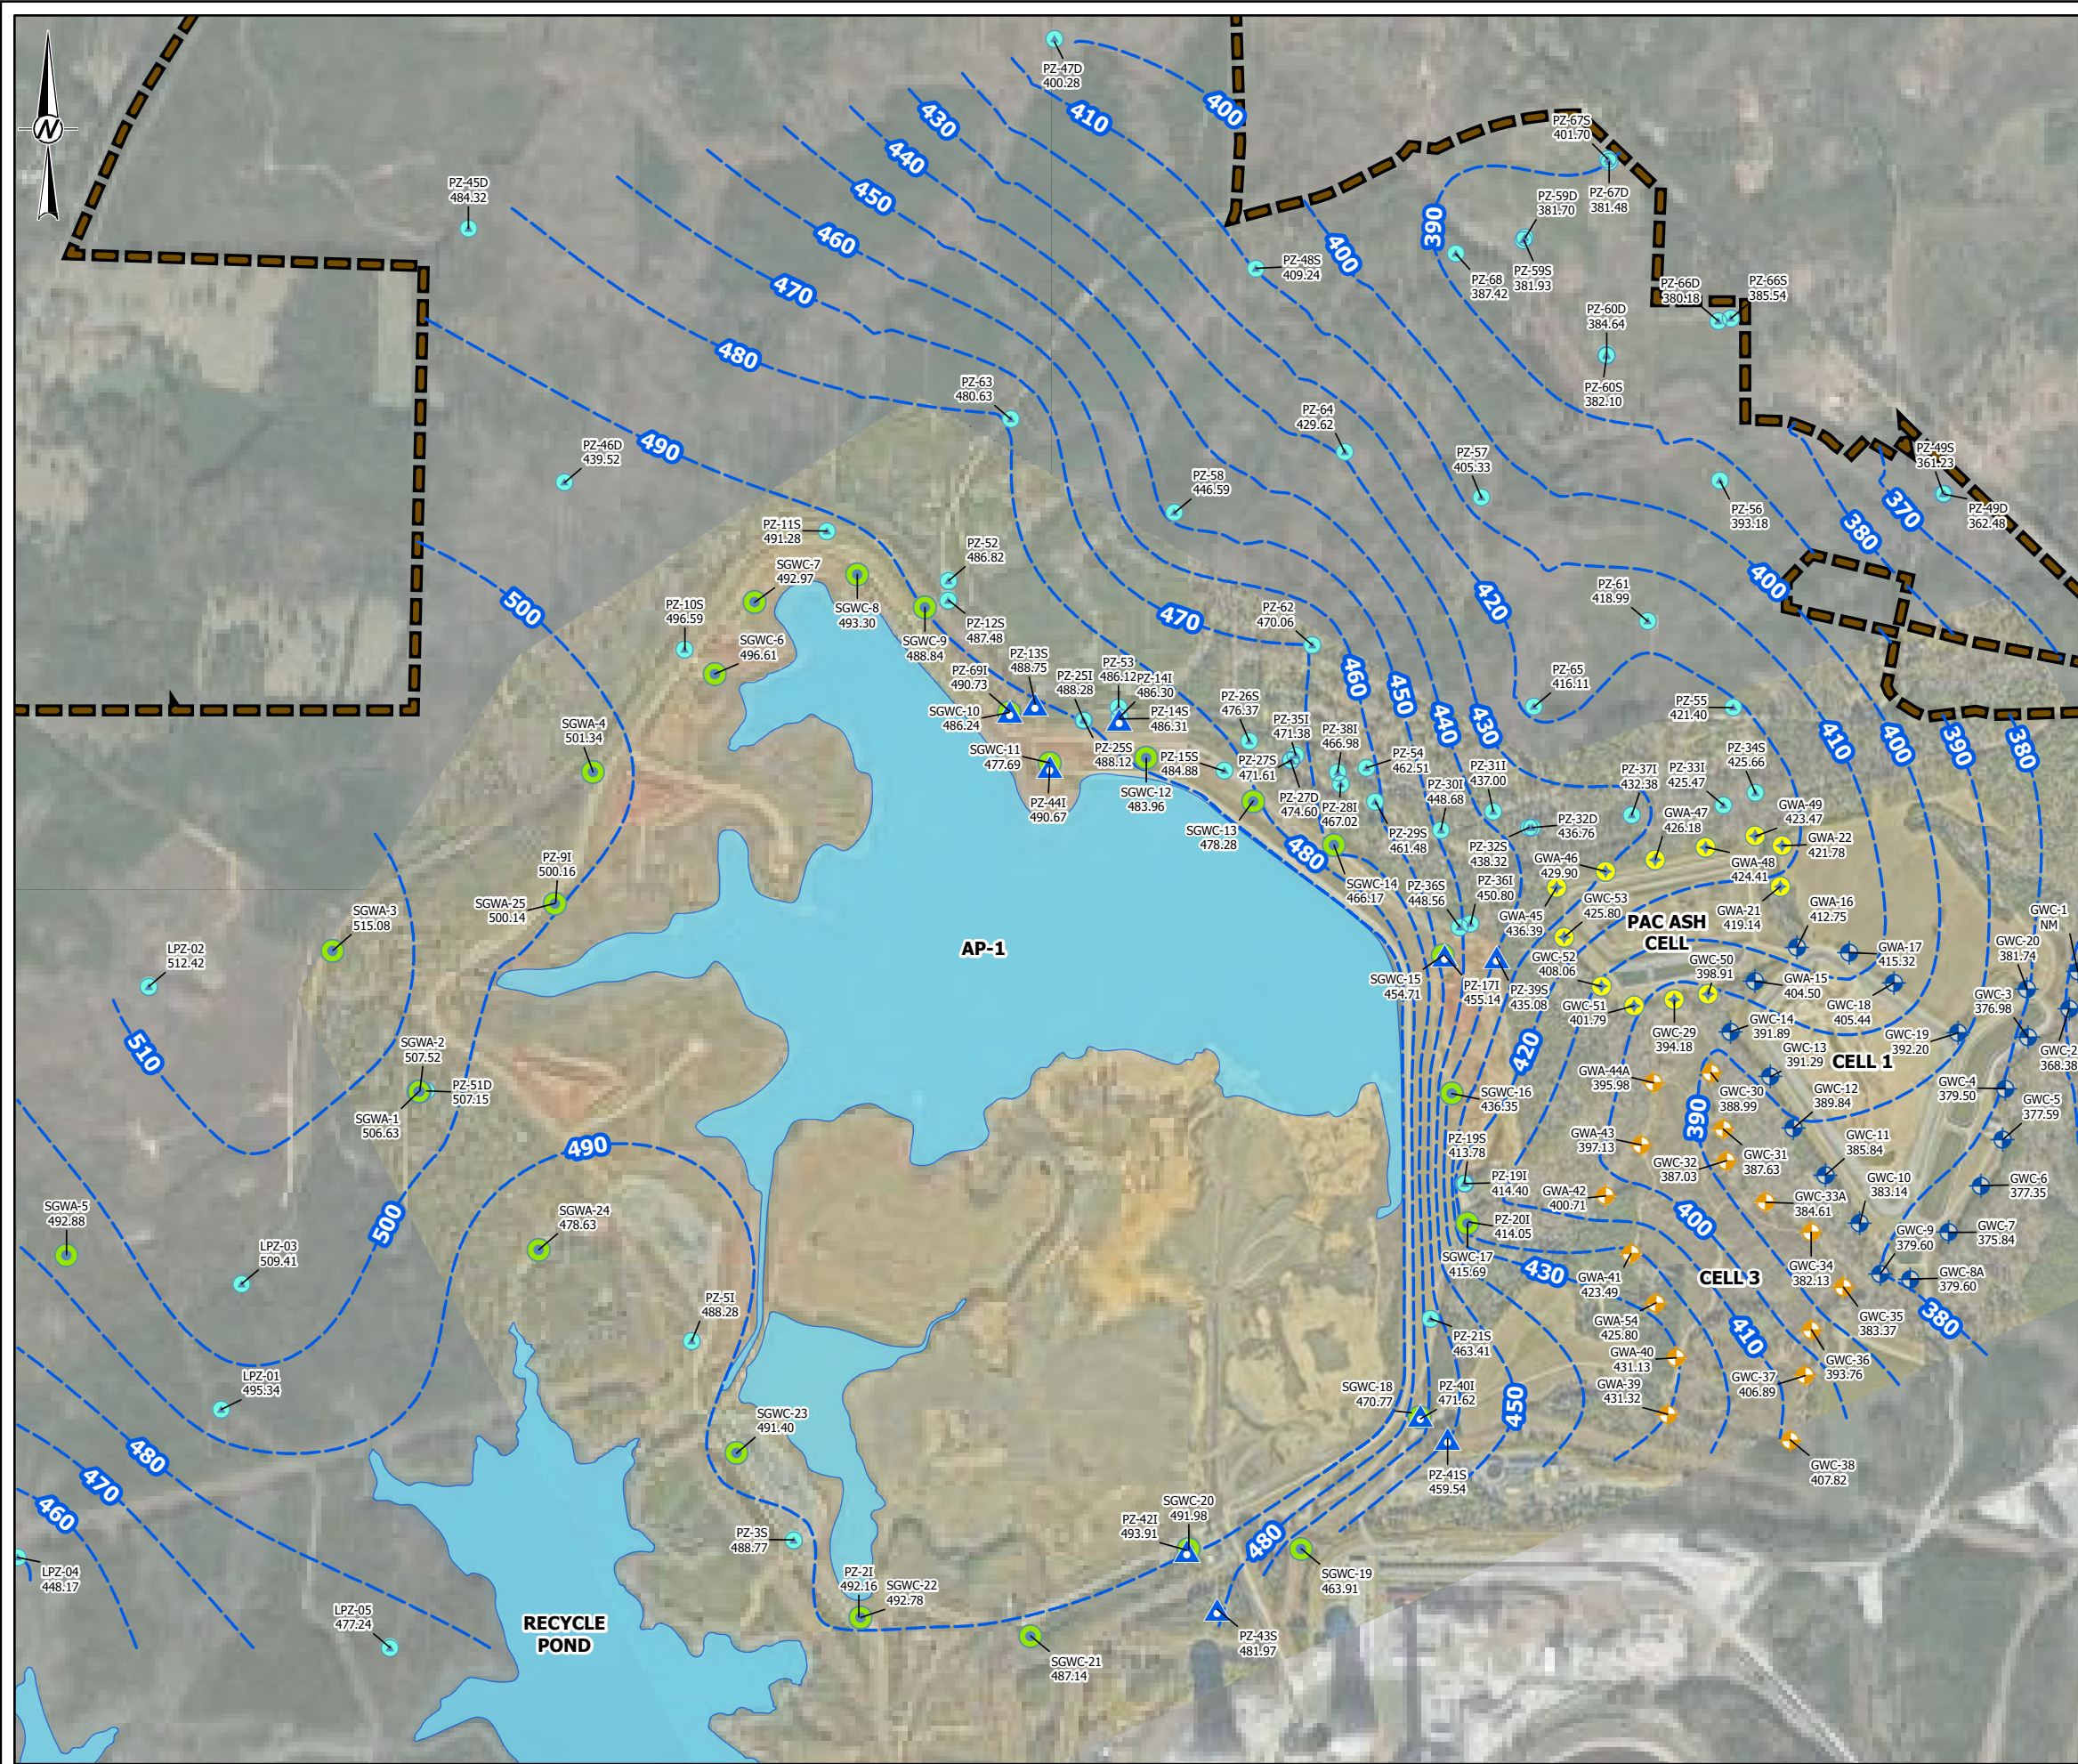 N
PZ-47D
400.28
400
410
430
440
450
460
470
480
490
500
PZ-45D
484.32
PZ-67S
401.70
PZ-67D
381.48
PZ-59D
381.70
PZ-59S
381.93
390
PZ-68
387.42
400
PZ-48S
409.24
PZ-66D
380.18
PZ-66S
385.54
PZ-60D
384.64
PZ-60S
382.10
PZ-63
480.63
PZ-64
429.62
PZ-46D
439.52
PZ-58
446.59
PZ-57
405.33
PZ-56
393.18
PZ-49S
361.23
PZ-49D
362.48
370
380
400
PZ-11S
491.28
PZ-52
486.82
SGWC-7
492.97
SGWC-8
493.30
SGWC-9
488.84
PZ-12S
487.48
PZ-10S
496.59
SGWC-6
496.61
PZ-62
470.06
470
420
PZ-61
418.99
PZ-69I
490.73
PZ-13S
488.75
PZ-25I
488.28
PZ-53
486.12
PZ-14I
486.30
PZ-14S
486.31
SGWC-10
486.24
PZ-25S
488.12
SGWC-11
477.69
PZ-44I
490.67
SGWC-12
483.96
PZ-15S
484.88
PZ-26S
476.37
PZ-35I
471.38
PZ-27S
471.61
PZ-27D
474.60
PZ-38I
466.98
PZ-28I
467.02
PZ-54
462.51
PZ-29S
461.48
460
450
440
430
PZ-65
416.11
PZ-55
421.40
410
400
390
380
SGWA-4
501.34
SGWC-13
478.28
480
SGWC-14
466.17
PZ-30I
448.68
PZ-31I
437.00
PZ-32D
436.76
PZ-32S
438.32
PZ-37I
432.38
PZ-33I
425.47
PZ-34S
425.66
GWA-47
426.18
GWA-49
423.47
GWA-22
421.78
GWA-48
424.41
GWA-46
429.90
GWA-45
436.39
GWC-53
425.80
GWA-21
419.14
PZ-36S
448.56
PZ-36I
450.80
PAC ASH
CELL
GWA-16
412.75
GWA-17
415.32
GWC-1
NM
GWC-20
381.74
PZ-9I
500.16
SGWA-25
500.14
SGWA-3
515.08
LPZ-02
512.42
AP-1
SGWC-15
454.71
PZ-17I
455.14
PZ-39S
435.08
GWC-52
408.06
GWC-51
401.79
GWC-50
398.91
GWC-29
394.18
GWA-15
404.50
GWC-18
405.44
GWC-14
391.89
GWC-13
391.29
GWC-19
392.20
GWC-3
376.98
GWC-2
368.38
CELL 1
510
SGWA-2
507.52
PZ-51D
507.15
SGWA-1
506.63
420
SGWC-16
436.35
GWA-44A
395.98
GWC-30
388.99
GWC-12
389.84
GWC-4
379.50
GWC-5
377.59
390
GWA-43
397.13
GWC-31
387.63
GWC-32
387.03
GWC-11
385.84
GWC-10
383.14
GWC-6
377.35
490
SGWA-5
492.88
SGWA-24
478.63
500
LPZ-03
509.41
PZ-19S
413.78
PZ-19I
414.40
GWA-42
400.71
400
GWC-33A
384.61
GWC-9
379.60
GWC-7
375.84
PZ-20I
414.05
SGWC-17
415.69
430
GWA-41
423.49
CELL 3
GWC-34
382.13
GWC-8A
379.60
GWC-35
383.37
380
PZ-5I
488.28
PZ-21S
463.41
GWA-54
425.80
410
GWA-40
431.13
GWC-36
393.76
GWC-37
406.89
GWA-39
431.32
LPZ-01
495.34
SGWC-18
470.77
PZ-40I
471.62
450
SGWC-23
491.40
480
470
460
PZ-41S
459.54
GWC-38
407.82
SGWC-20
491.98
PZ-42I
493.91
480
PZ-3S
488.77
SGWC-19
463.91
LPZ-04
448.17
PZ-2I
492.16
SGWC-22
492.78
LPZ-05
477.24
RECYCLE
POND
PZ-43S
481.97
SGWC-21
487.14